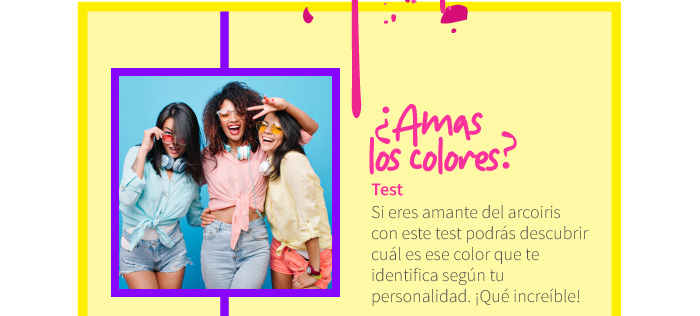 ¿Amas
los colores?
Test
Si eres amante del arcoiris
con este test podrás descubrir
cuál es ese color que te
identifica según tu
personalidad. ¡Qué increíble!